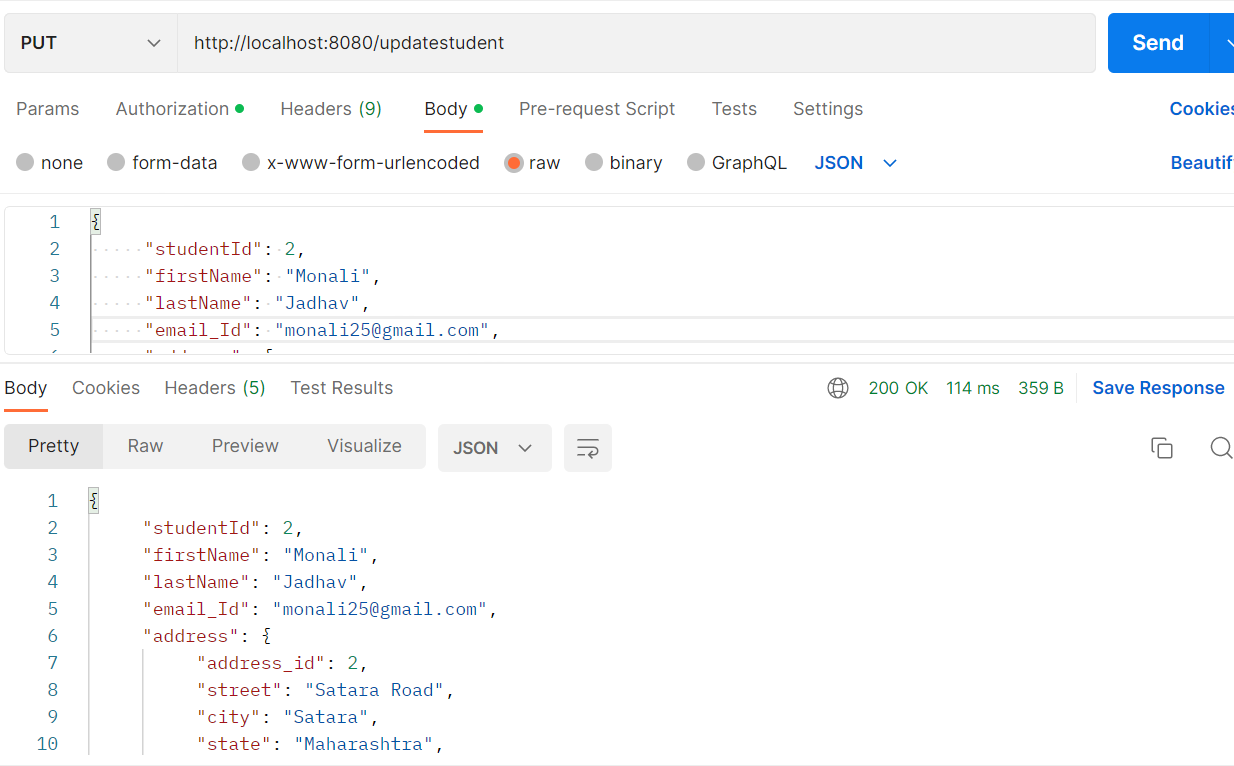 PUT http://localhost:8080/updatestudent Send
Params Authorization Headers (9) Body Pre-request Script Tests Settings Cookies
none form-data x-www-form-urlencoded raw binary GraphQL JSON Beautif
1 {
2 "studentId": 2,
3 "firstName": "Monali",
4 "lastName": "Jadhav",
5 "email_Id": "monali25@gmail.com",
Body Cookies Headers (5) Test Results 200 OK 114 ms 359 B Save Response
Pretty Raw Preview Visualize JSON
1 {
2 "studentId": 2,
3 "firstName": "Monali",
4 "lastName": "Jadhav",
5 "email_Id": "monali25@gmail.com",
6 "address": {
7 "address_id": 2,
8 "street": "Satara Road",
9 "city": "Satara",
10 "state": "Maharashtra",